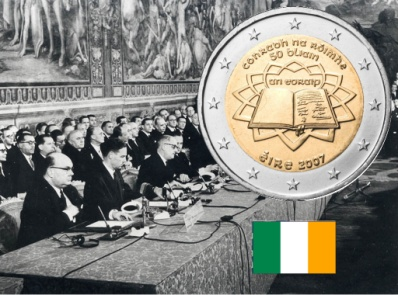 conradh na róimhe
50 bliain
an eoraip
éire 2007